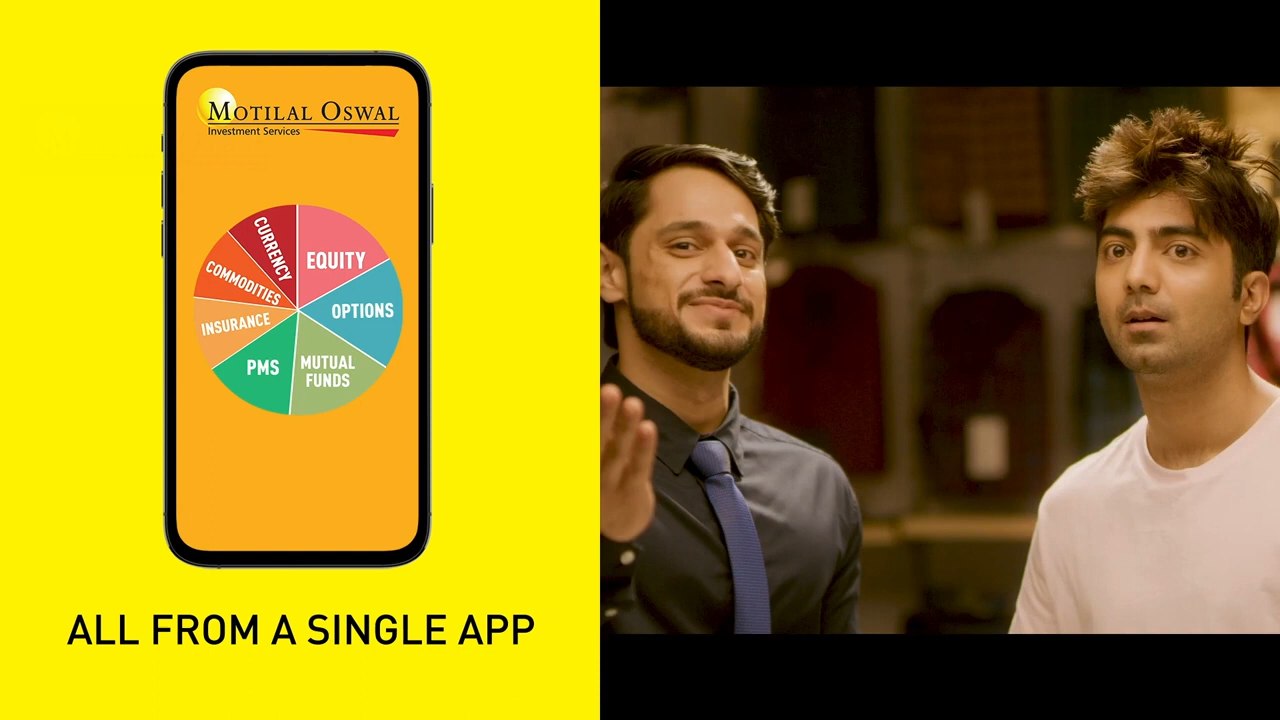 MOTILAL OSWAL
Investment Services
CURRENCY
EQUITY
COMMODITIES
OPTIONS
INSURANCE
PMS
MUTUAL
FUNDS
ALL FROM A SINGLE APP